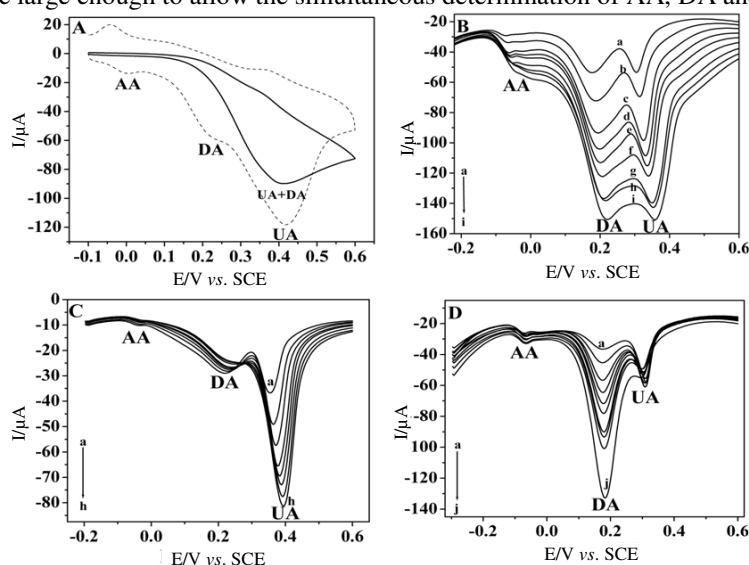 e large enough to allow the simultaneous determination of AA, DA an
A
20
0
-20
-40
-60
-80
-100
-120
I/μA
AA
DA
UA+DA
UA
-0.1 0.0 0.1 0.2 0.3 0.4 0.5 0.6
E/V vs. SCE
B
-20
-40
-60
-80
-100
-120
-140
-160
I/μA
AA
a
b
c
d
e
f
g
h
i
a
i
DA UA
-0.2 0.0 0.2 0.4 0.6
E/V vs. SCE
C
0
-10
-20
-30
-40
-50
-60
-70
-80
I/μA
AA
DA
a
a
h
h
UA
-0.2 0.0 0.2 0.4 0.6
E/V vs. SCE
D
-20
-40
-60
-80
-100
-120
-140
I/μA
AA
a
UA
a
j
j
DA
-0.2 0.0 0.2 0.4 0.6
E/V vs. SCE